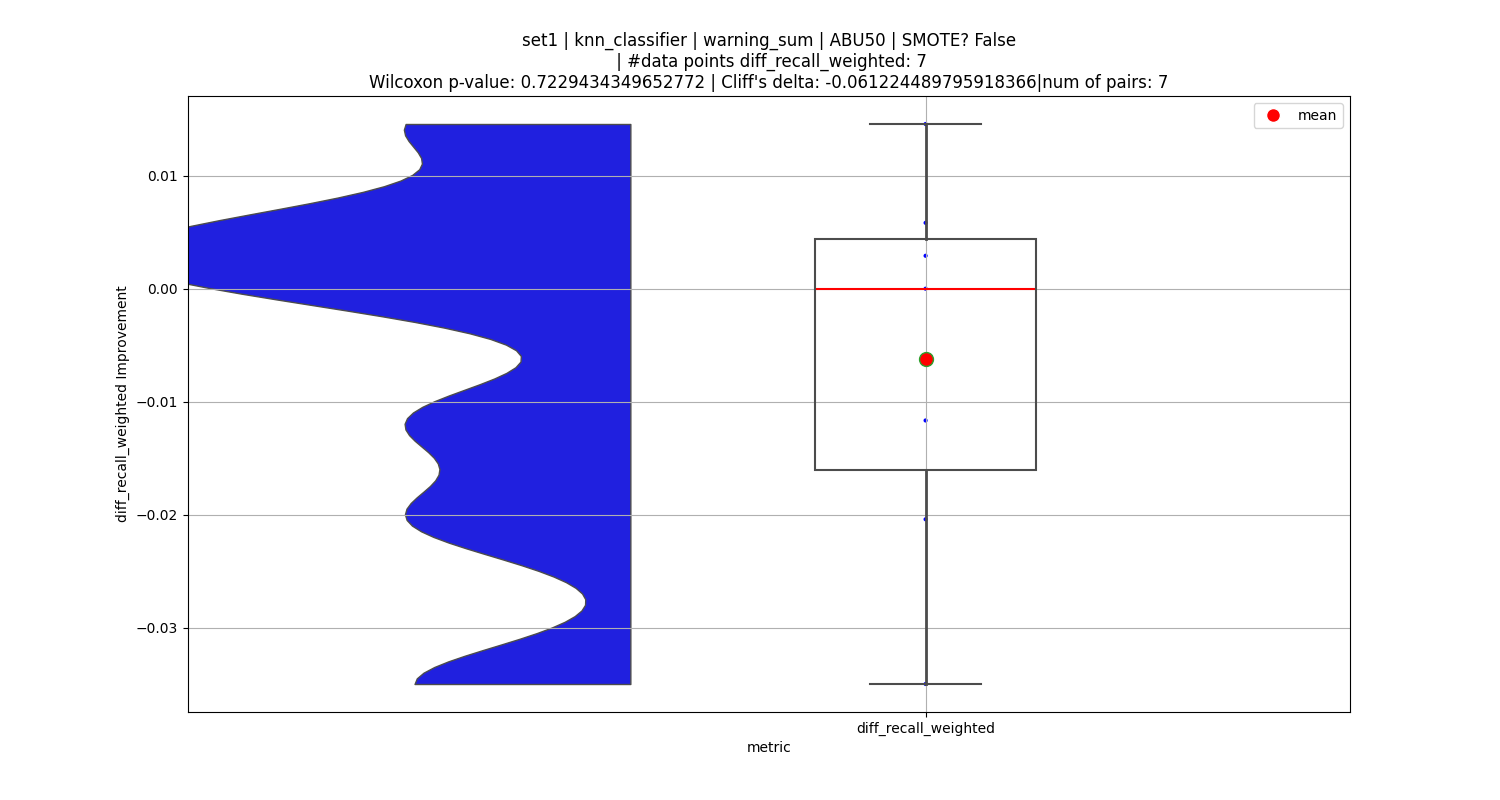 set1 | knn_classifier | warning_sum | ABU50 | SMOTE? False
| #data points diff_recall_weighted: 7
Wilcoxon p-value: 0.7229434349652772 | Cliff's delta: -0.061224489795918366|num of pairs: 7
mean
0.01
0.00
−0.01
−0.02
−0.03
diff_recall_weighted Improvement
diff_recall_weighted
metric